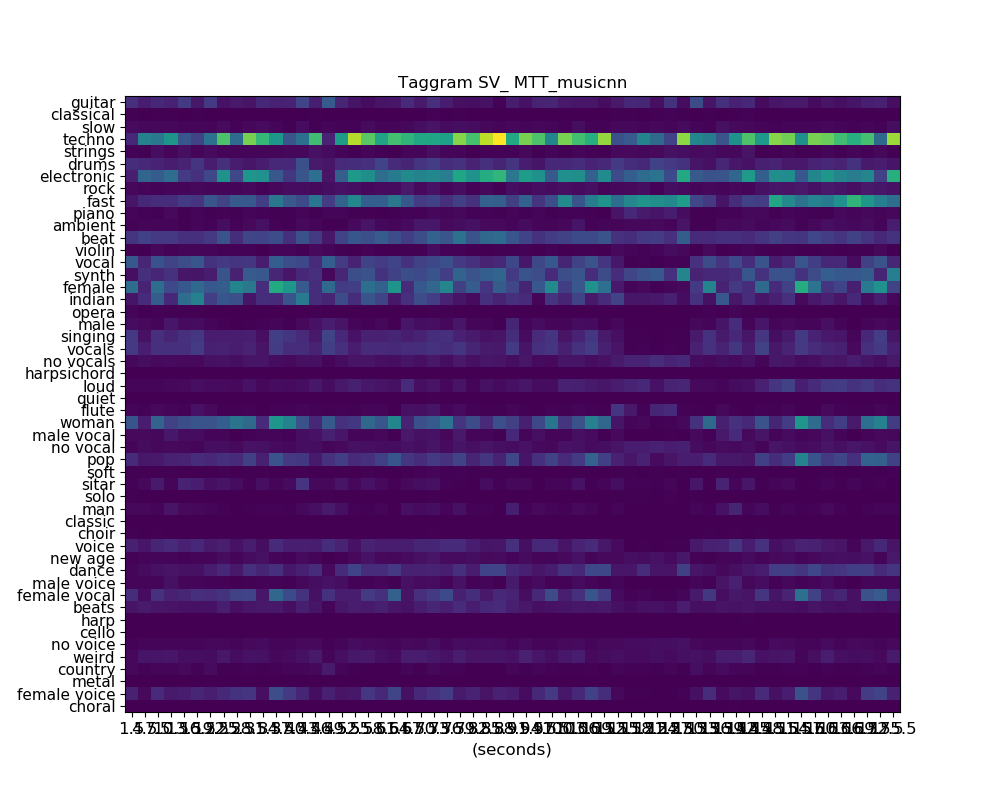 Taggram SV_ MTT_musicnn
guitar
classical
slow
techno
strings
drums
electronic
rock
fast
piano
ambient
beat
violin
vocal
synth
female
indian
opera
male
singing
vocals
no vocals
harpsichord
loud
quiet
flute
woman
male vocal
no vocal
pop
soft
sitar
solo
man
classic
choir
voice
new age
dance
male voice
female vocal
beats
harp
cello
no voice
weird
country
metal
female voice
choral
(seconds)